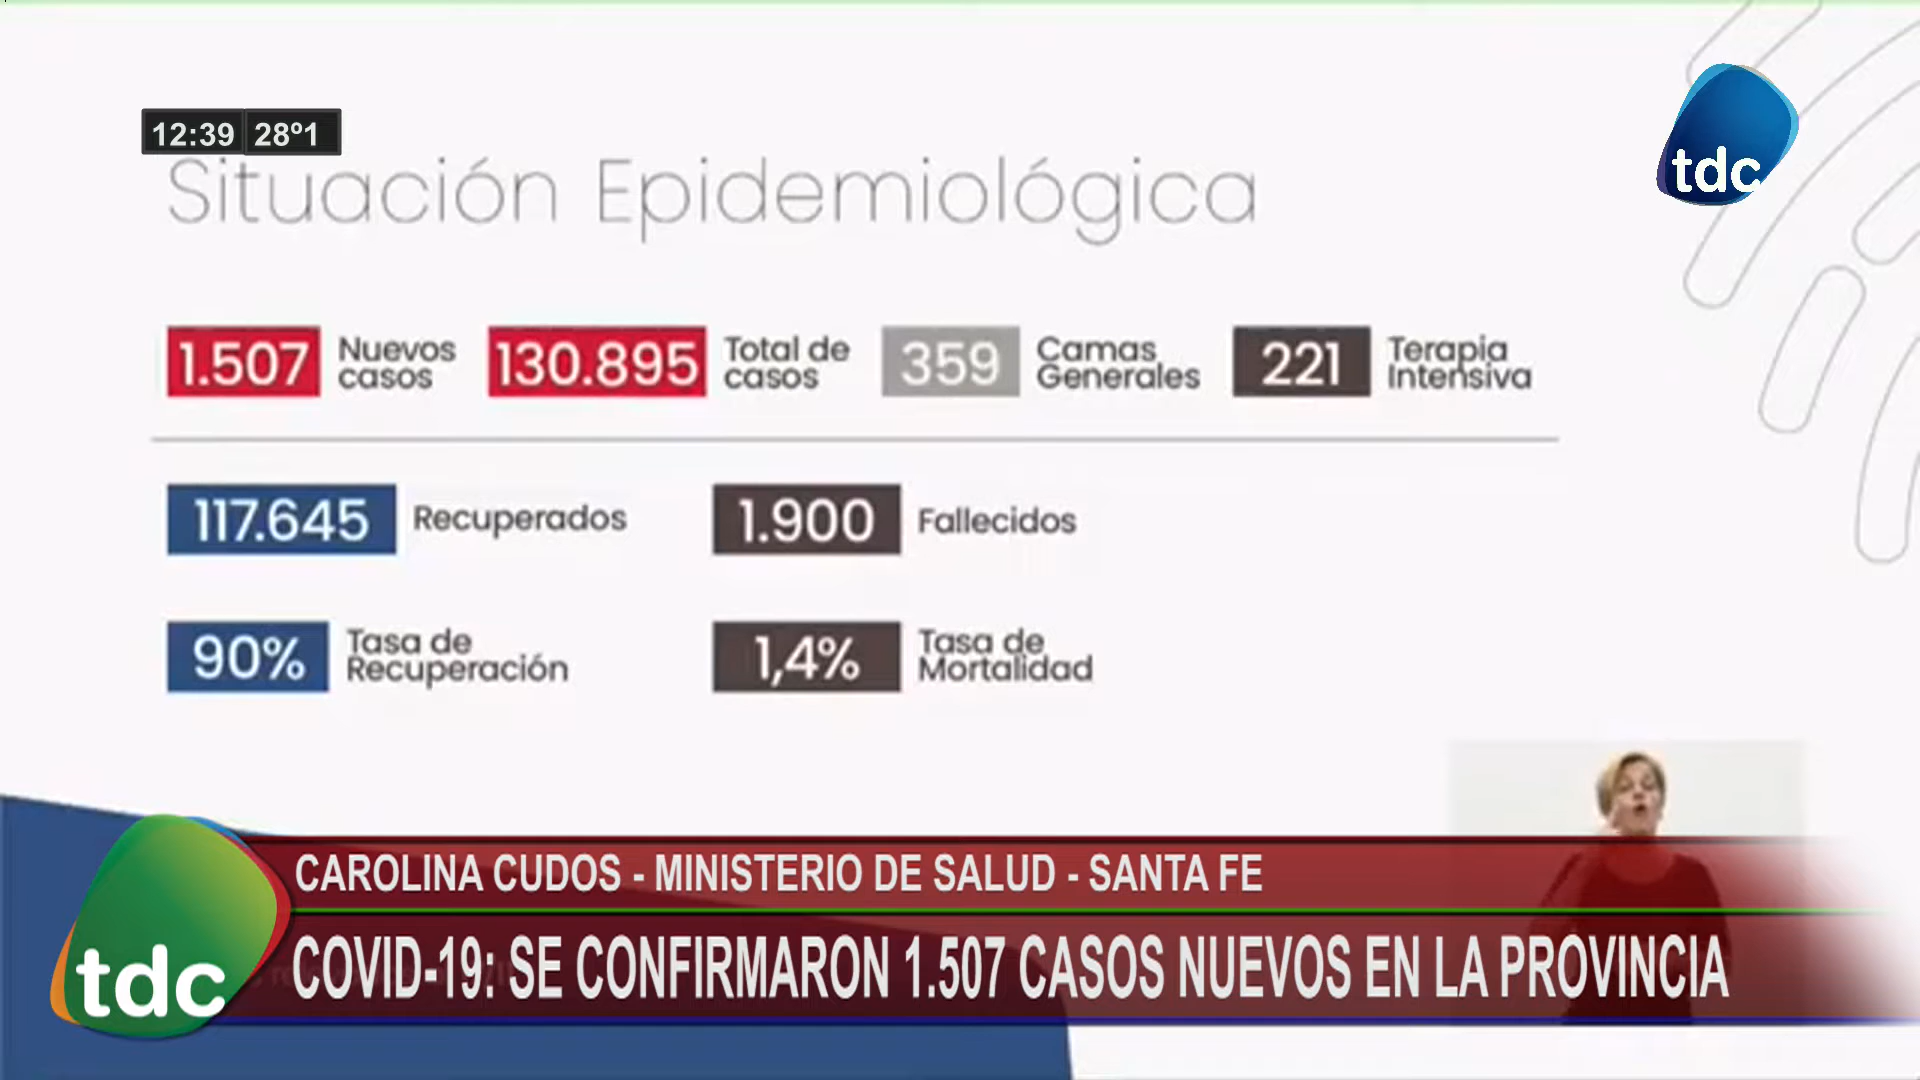 12:39 28º1
tdc
Situación Epidemiológica
1.507 Nuevos casos
130.895 Total de casos
359 Camas Generales
221 Terapia Intensiva
117.645 Recuperados
1.900 Fallecidos
90% Tasa de Recuperación
1,4% Tasa de Mortalidad
CAROLINA CUDOS - MINISTERIO DE SALUD - SANTA FE
COVID-19: SE CONFIRMARON 1.507 CASOS NUEVOS EN LA PROVINCIA
tdc